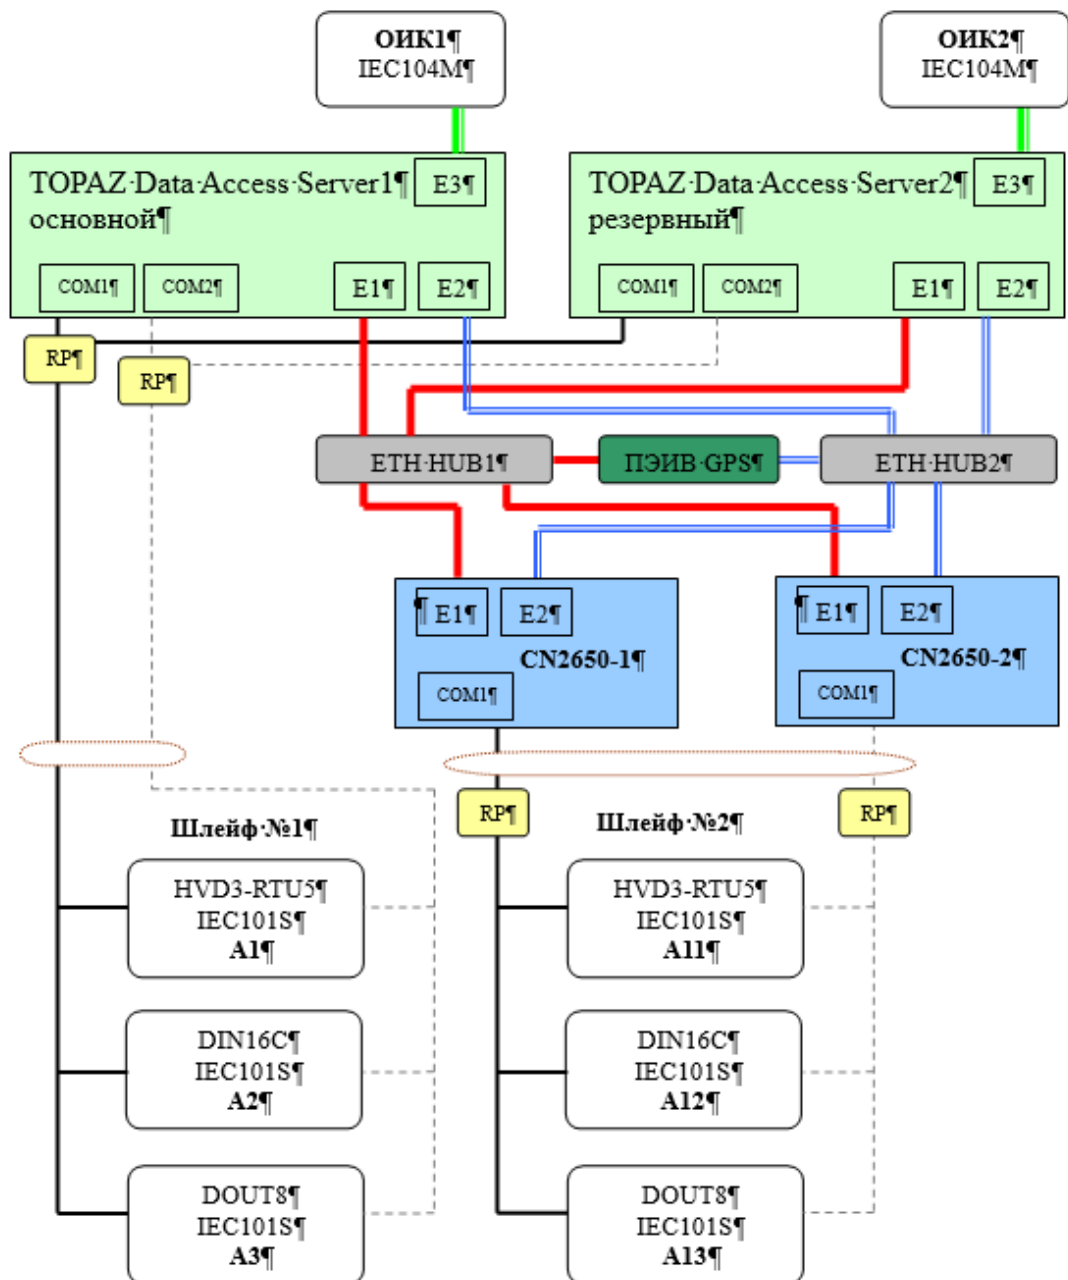 ОИК1¶
IEC104M¶
ОИК2¶
IEC104M¶
TOPAZ·Data·Access·Server1¶
основной¶
E3¶
COM1¶
COM2¶
E1¶
E2¶
TOPAZ·Data·Access·Server2¶
резервный¶
E3¶
COM1¶
COM2¶
E1¶
E2¶
RP¶
RP¶
ETH·HUB1¶
ПЭИВ·GPS¶
ETH·HUB2¶
¶
E1¶
E2¶
CN2650-1¶
COM1¶
¶
E1¶
E2¶
CN2650-2¶
COM1¶
RP¶
RP¶
Шлейф·№1¶
HVD3-RTU5¶
IEC101S¶
A1¶
DIN16C¶
IEC101S¶
A2¶
DOUT8¶
IEC101S¶
A3¶
Шлейф·№2¶
HVD3-RTU5¶
IEC101S¶
A11¶
DIN16C¶
IEC101S¶
A12¶
DOUT8¶
IEC101S¶
A13¶